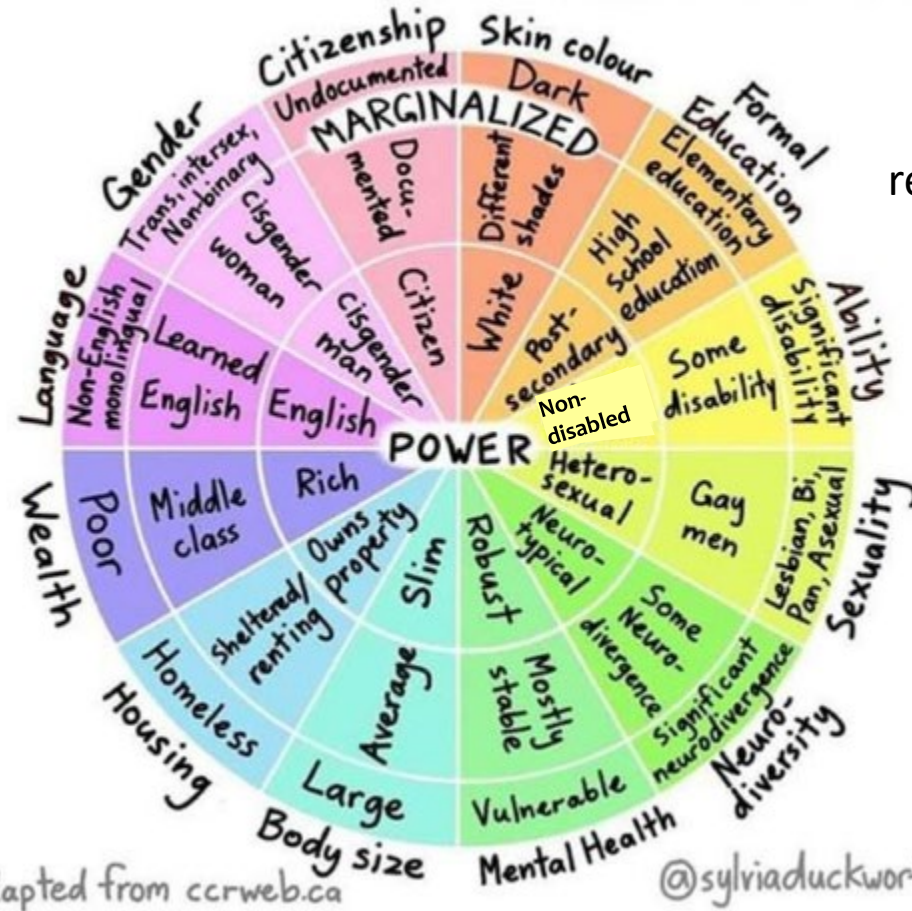 Citizenship
Undocumented
Docu-
mented
Citizen
Skin colour
Dark
Different
shades
White
Formal
Education
Elementary
education
High
School
education
Post-
secondary
Ability
Significant
disability
Some
disability
Non-
disabled
Sexuality
Lesbian, Bi,
Pan, Asexual
Gay
men
Hetero-
sexual
Neuro-
diversity
Significant
neurodivergence
Some
Neuro-
divergence
Neuro-
typical
Mental Health
Vulnerable
Mostly
stable
Robust
Body size
Large
Average
Slim
Housing
Homeless
Sheltered/
renting
Owns
property
Wealth
Poor
Middle
class
Rich
Language
Non-English
monolingual
Learned
English
English
Gender
Trans, intersex,
Nonbinary
cisgender
woman
cisgender
man
MARGINALIZED
POWER
re
apted from ccrweb.ca
@sylviaduckwor